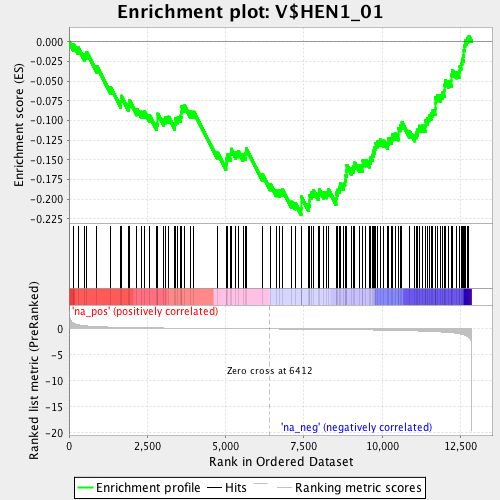 Enrichment plot: V$HEN1_01
Enrichment score (ES)
0.000
-0.025
-0.050
-0.075
-0.100
-0.125
-0.150
-0.175
-0.200
-0.225
'na_pos' (positively correlated)
Ranked list metric (PreRanked)
0
-5
-10
-15
-20
Zero cross at 6412
'na_neg' (negatively correlated)
0
2,500
5,000
7,500
10,000
12,500
Rank in Ordered Dataset
Enrichment profile
Hits
Ranking metric scores